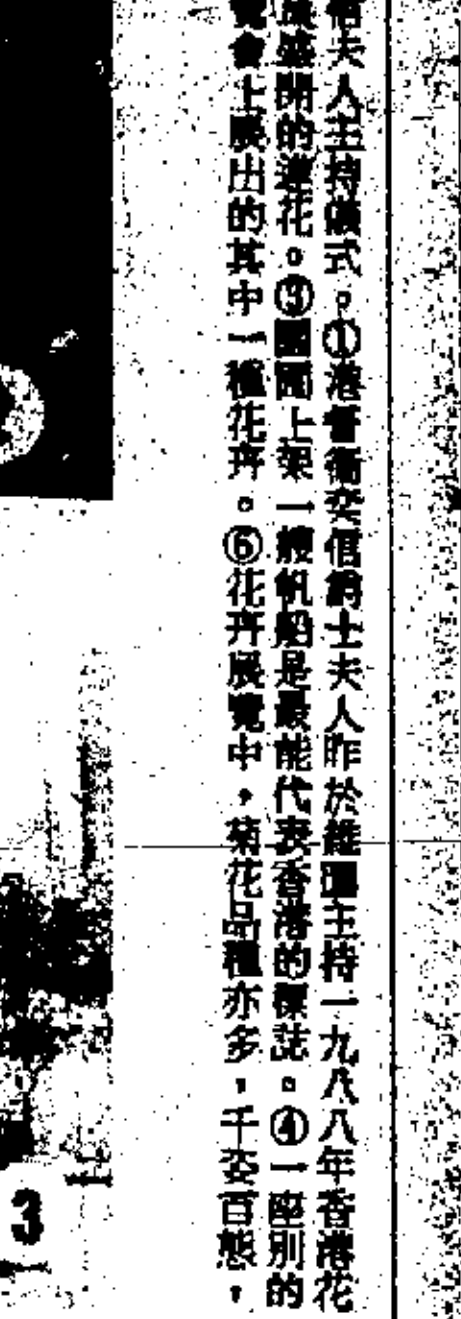 信夫人主持儀式。①港督衛奕信爵士夫人昨於維園主持一九八八年香港花
盛開的蓮花。③圍面上架一艘帆船是最能代表香港的標誌。④一座別的
覽會上展出的其中一種花卉。⑥花卉展覽中，菊花品種亦多，千姿百態，
3